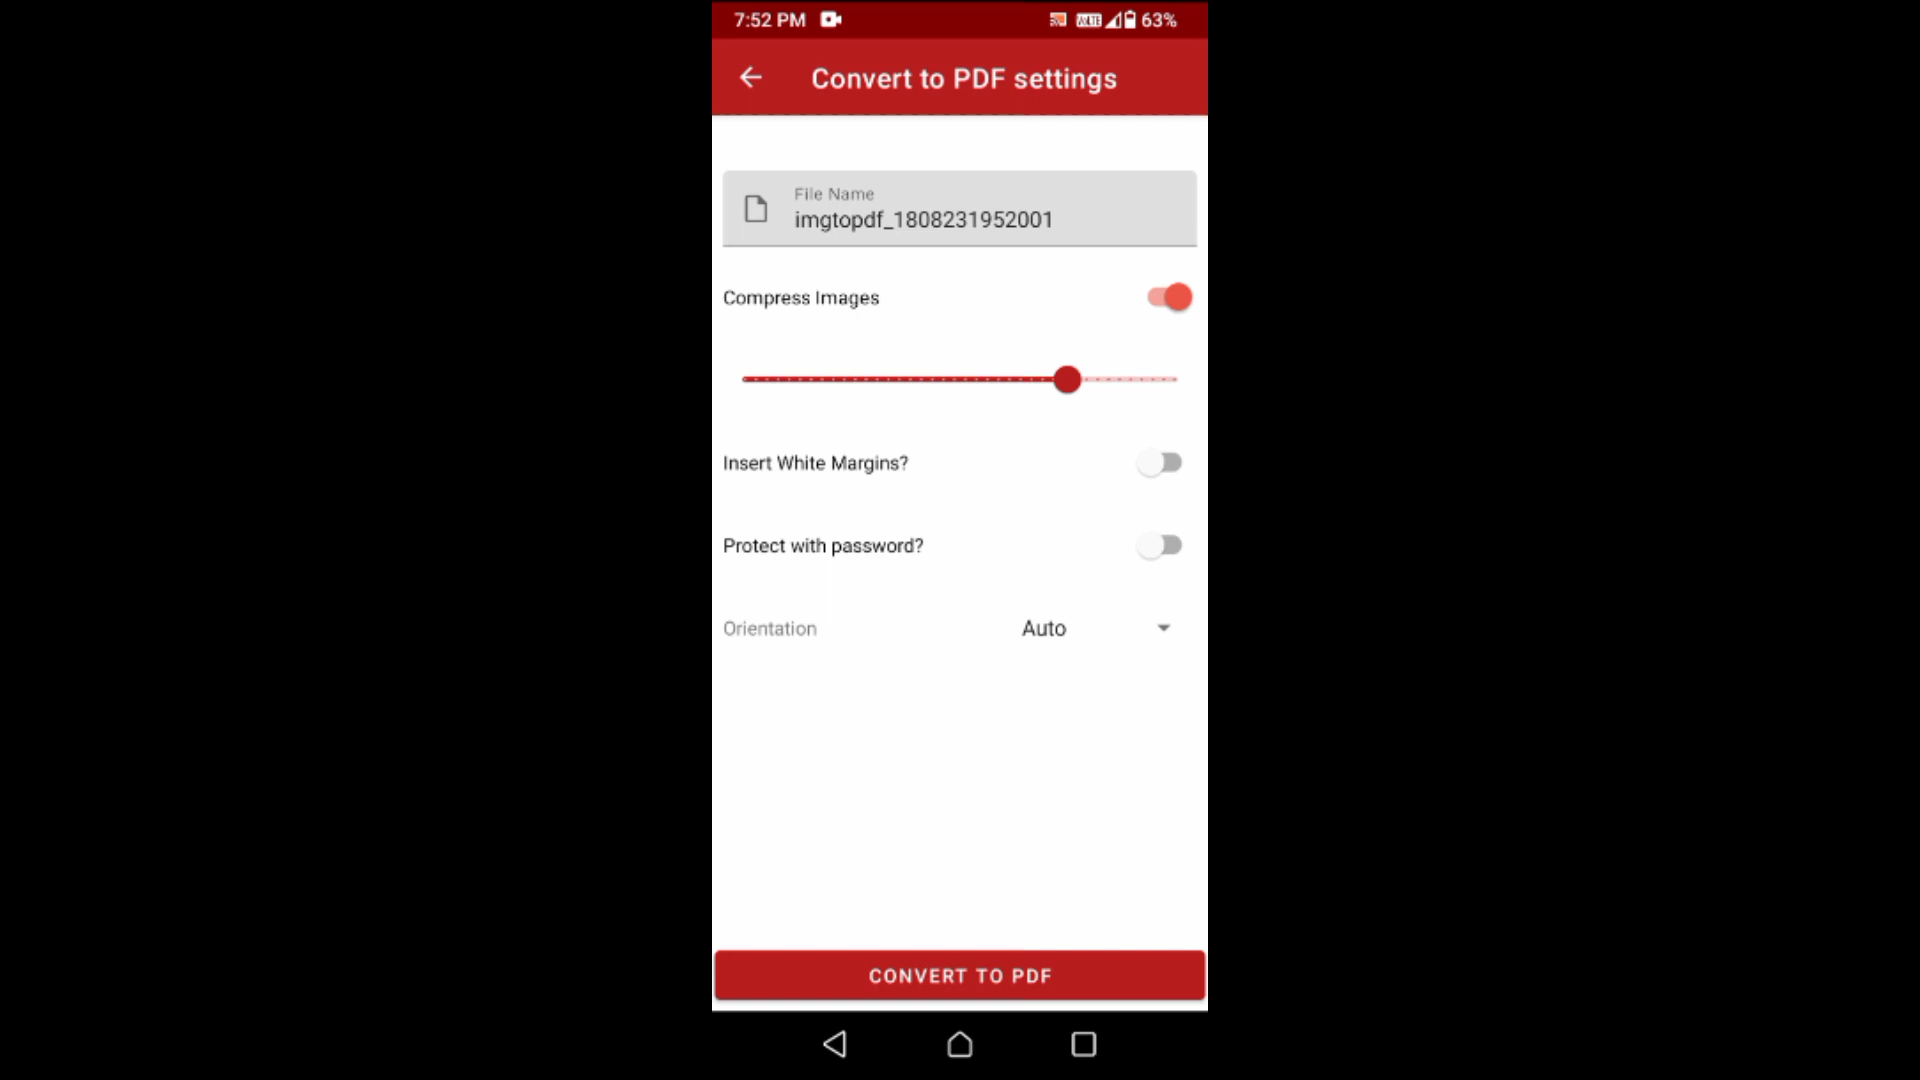 7:52 PM VoLTE 63%
Convert to PDF settings
File Name
imgtopdf_1808231952001
Compress Images
Insert White Margins?
Protect with password?
Orientation Auto
CONVERT TO PDF